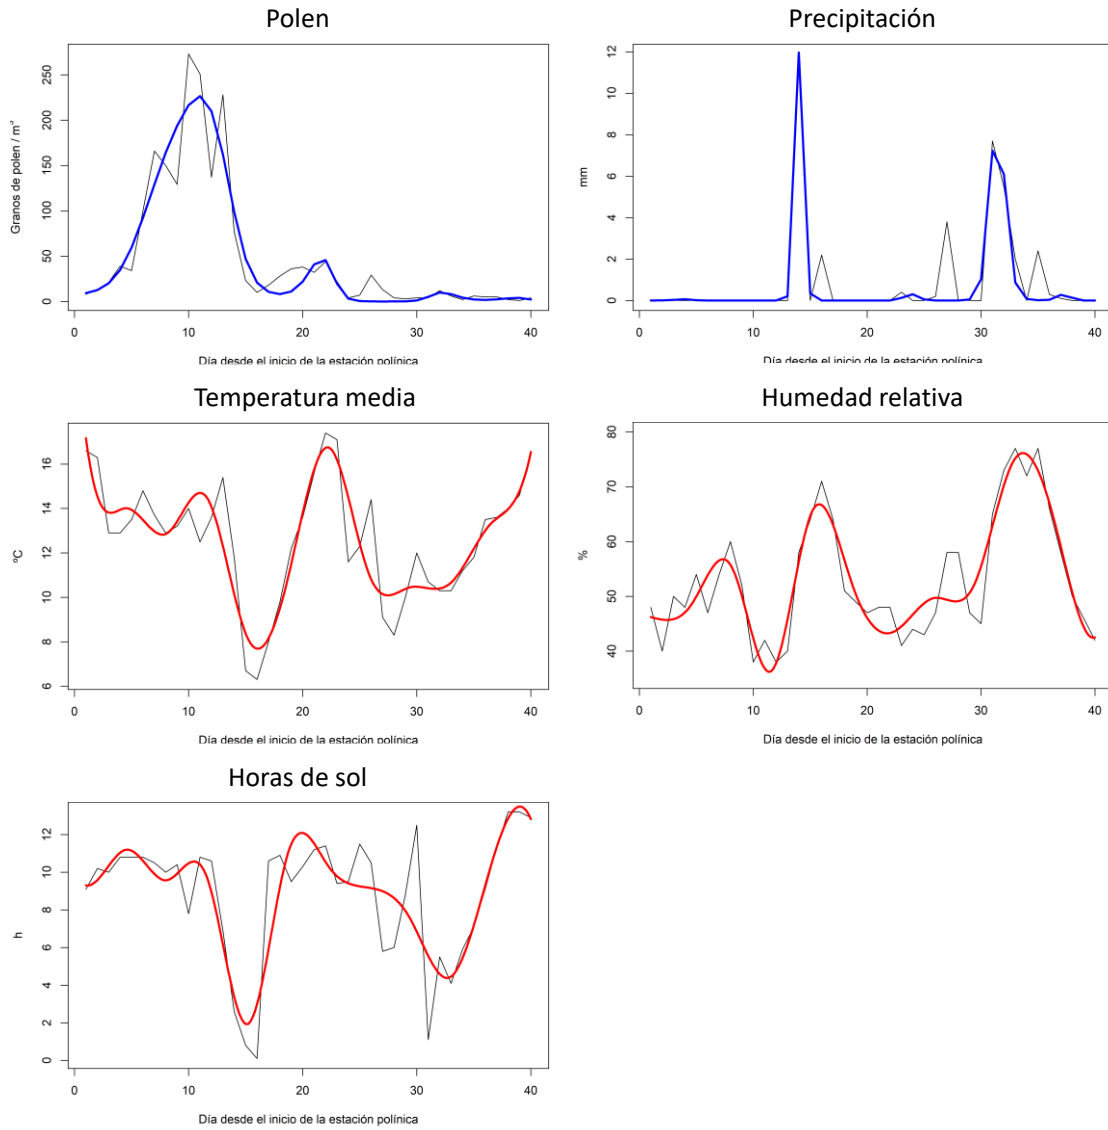 Polen
Granos de polen / m³
250
200
150
100
50
0
0 10 20 30 40
Día desde el inicio de la estación polínica
Precipitación
mm
12
10
8
6
4
2
0
0 10 20 30 40
Día desde el inicio de la estación polínica
Temperatura media
ºC
16
14
12
10
8
6
0 10 20 30 40
Día desde el inicio de la estación polínica
Humedad relativa
%
80
70
60
50
40
0 10 20 30 40
Día desde el inicio de la estación polínica
Horas de sol
h
12
10
8
6
4
2
0
0 10 20 30 40
Día desde el inicio de la estación polínica